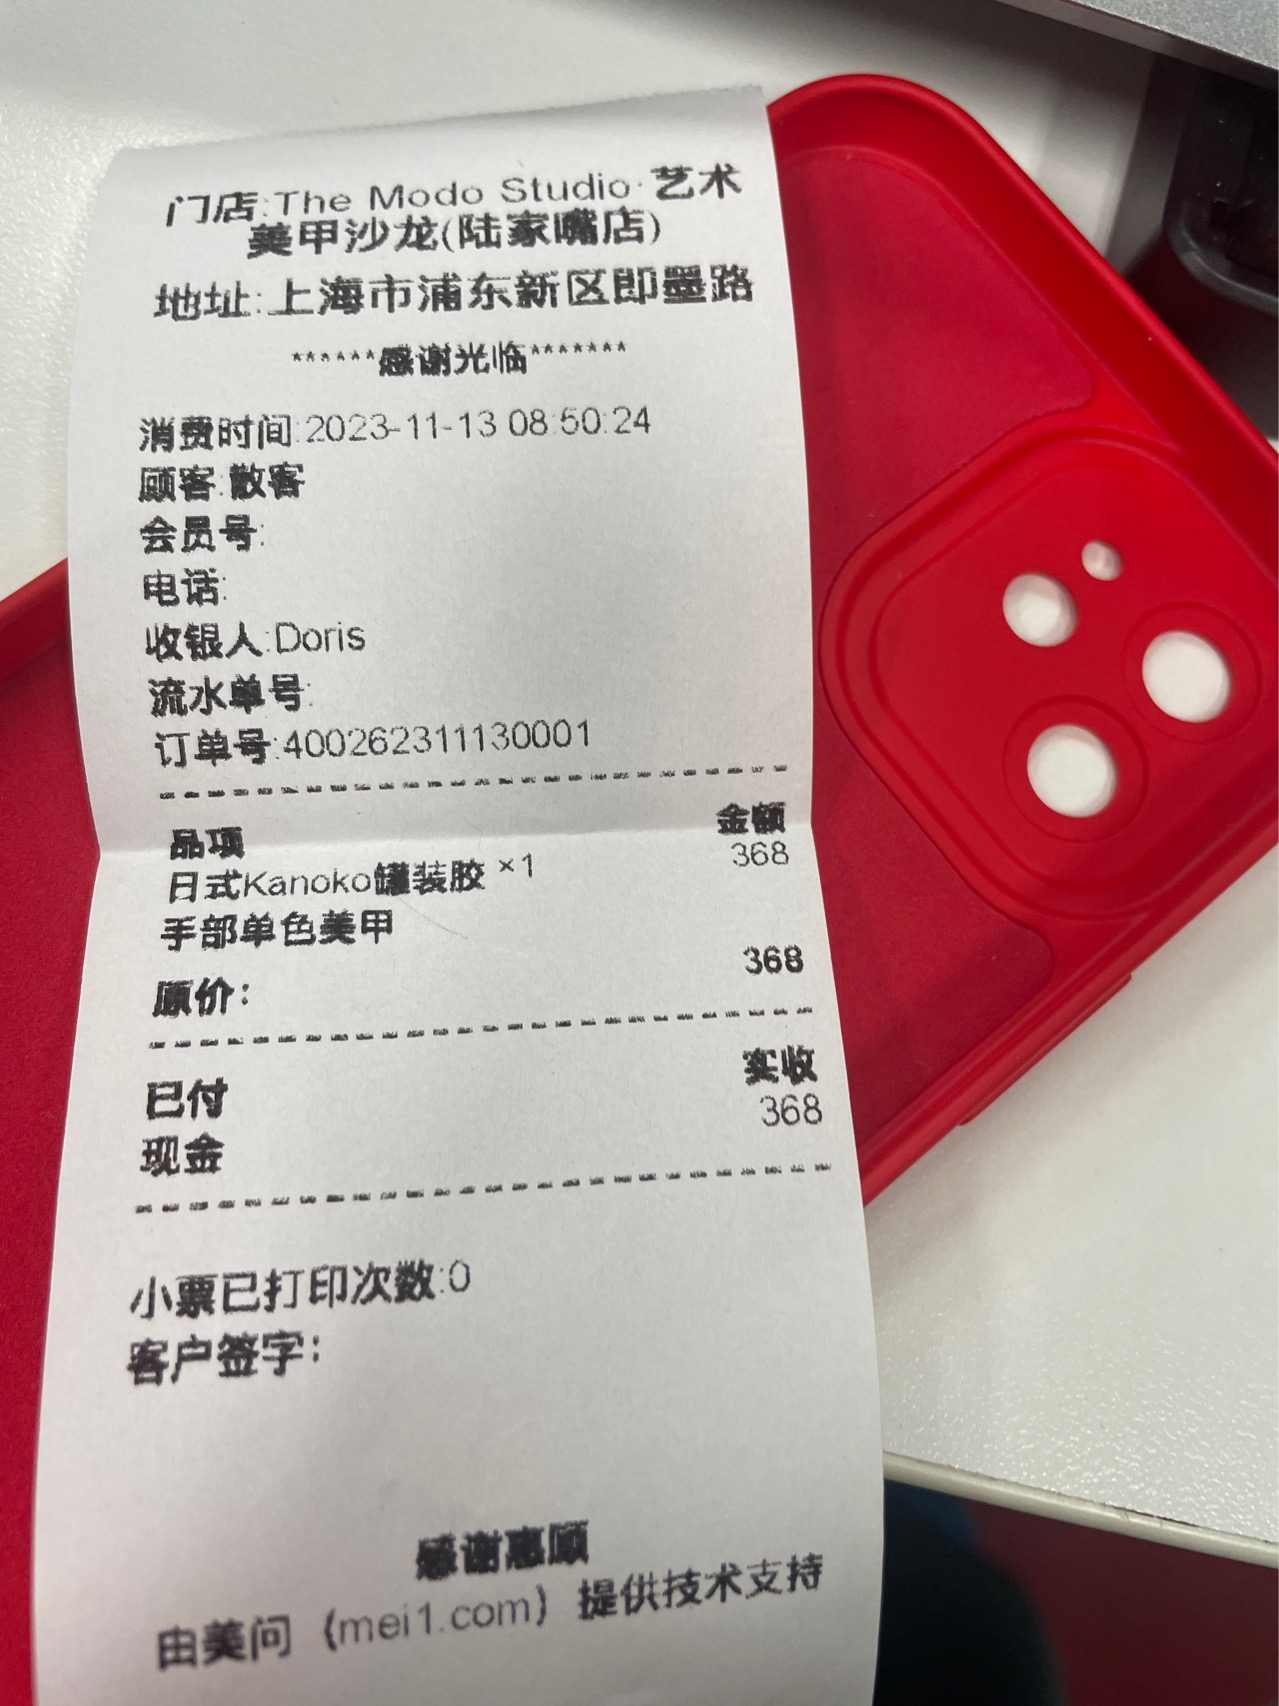 门店:The Modo Studio·艺术
美甲沙龙(陆家嘴店)
地址:上海市浦东新区即墨路
******感谢光临*******
消费时间:2023-11-13 08:50:24
顾客:散客
会员号:
电话:
收银人:Doris
流水单号:
订单号:400262311130001
品项 金额
日式Kanoko罐装胶 ×1 368
手部单色美甲
原价: 368
已付 实收
现金 368
小票已打印次数:0
客户签字:
感谢惠顾
由美问（mei1.com）提供技术支持